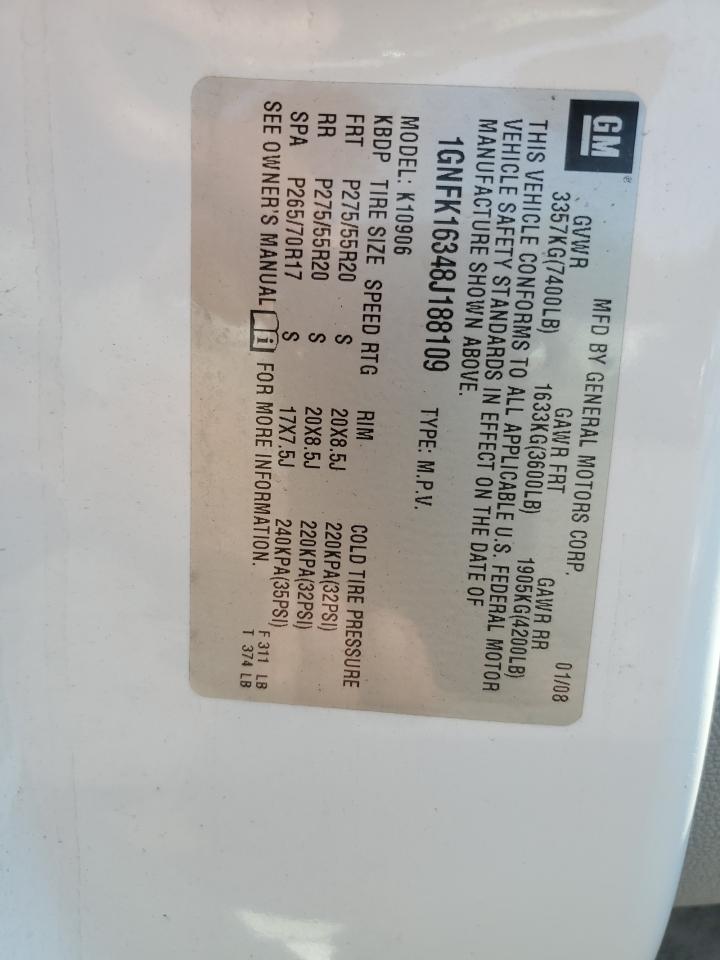 GM®
MFD BY GENERAL MOTORS CORP. 01/08
GVWR GAWR FRT GAWR RR
3357KG(7400LB) 1633KG(3600LB) 1905KG(4200LB)
THIS VEHICLE CONFORMS TO ALL APPLICABLE U.S. FEDERAL MOTOR
VEHICLE SAFETY STANDARDS IN EFFECT ON THE DATE OF
MANUFACTURE SHOWN ABOVE.
1GNFK16348J188109 TYPE: M.P.V.
MODEL: K10906
KBDP TIRE SIZE SPEED RTG RIM COLD TIRE PRESSURE
FRT P275/55R20 S 20X8.5J 220KPA(32PSI)
RR P275/55R20 S 20X8.5J 220KPA(32PSI)
SPA P265/70R17 S 17X7.5J 240KPA(35PSI)
SEE OWNER'S MANUAL FOR MORE INFORMATION.
F 311 LB
T 374 LB